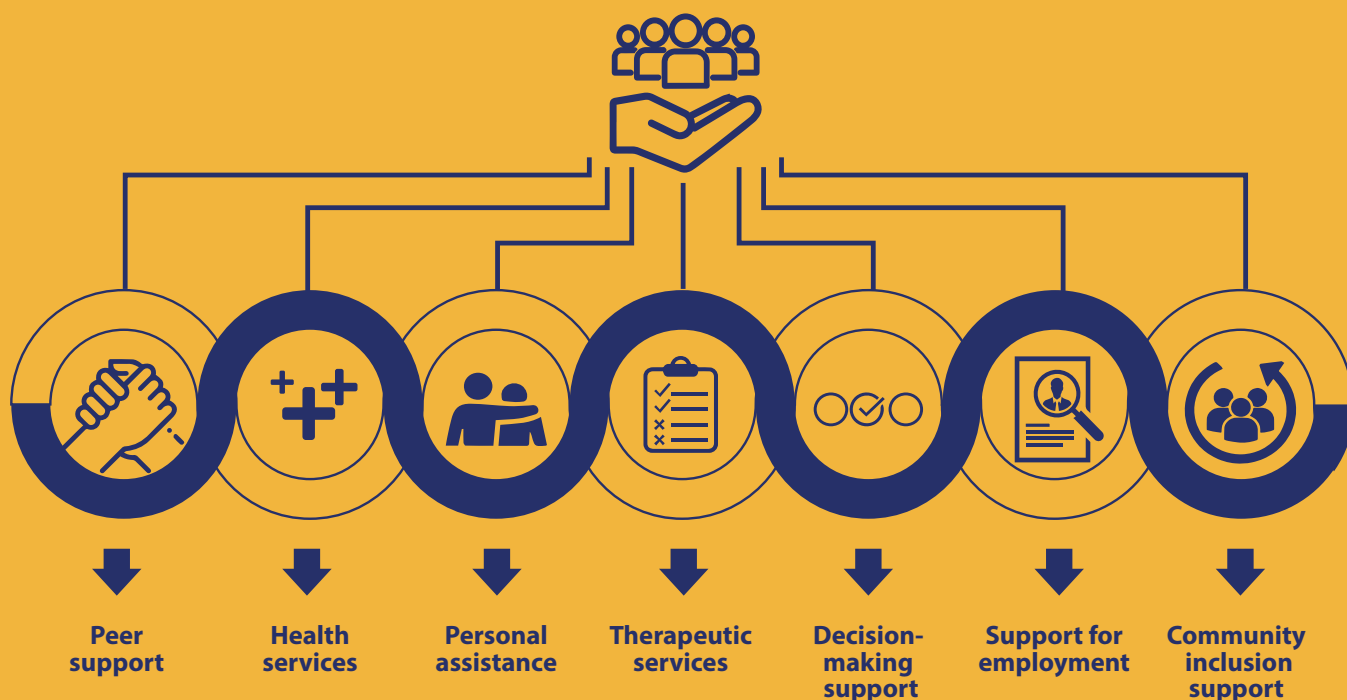 Peer
support
Health
services
Personal
assistance
Therapeutic
services
Decision-
making
support
Support for
employment
Community
inclusion
support